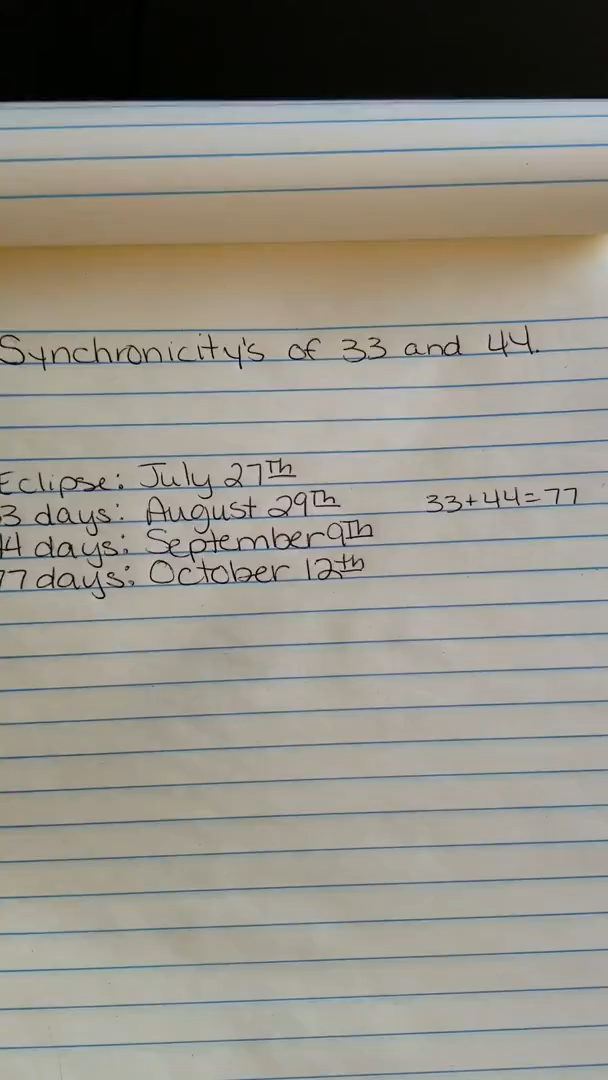 Synchronicity's of 33 and 44.
Eclipse: July 27Th
3 days: August 29Th
33+44=77
4 days: September 9Th
77 days: October 12th